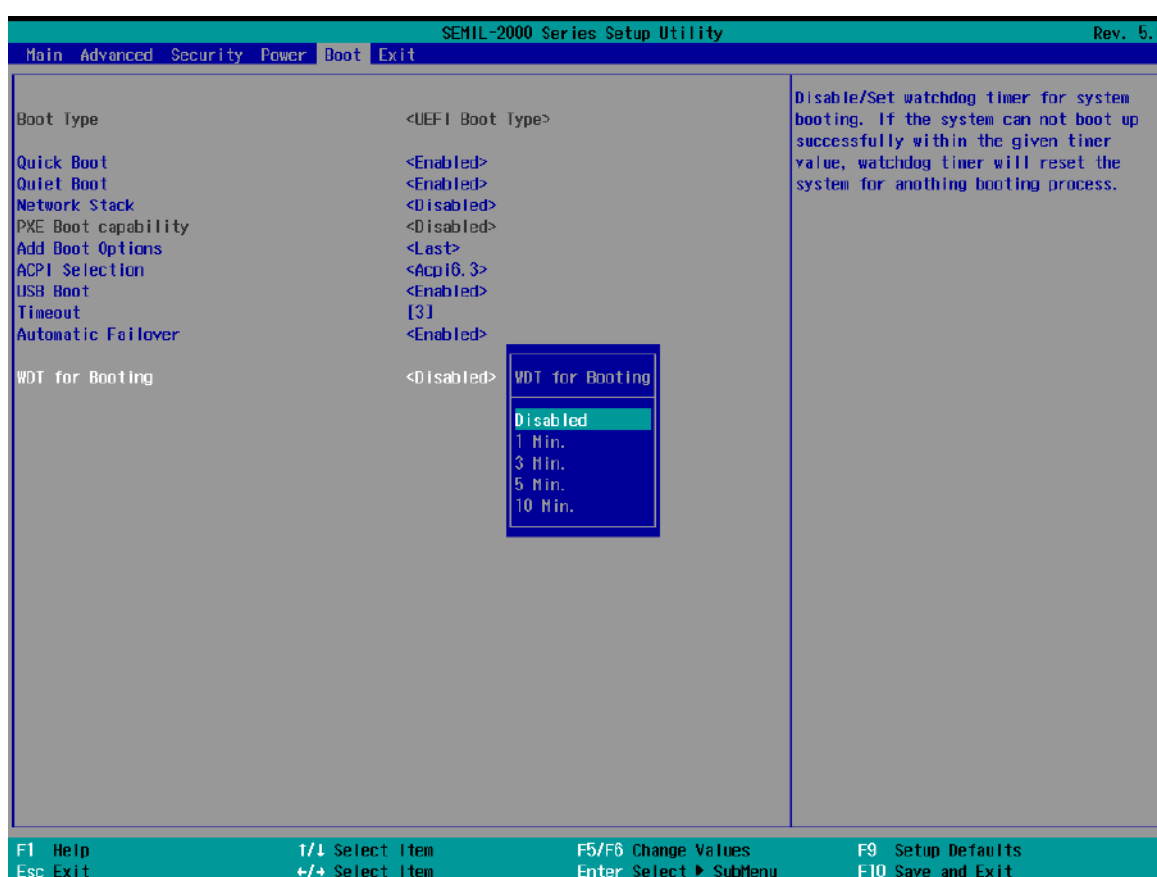 SEMIL-2000 Series Setup Utility Rev. 5.
Main Advanced Security Power Boot Exit
Boot Type <UEFI Boot Type>
Quick Boot <Enabled>
Quiet Boot <Enabled>
Network Stack <Disabled>
PXE Boot capability <Disabled>
Add Boot Options <Last>
ACPI Selection <Acpi6.3>
USB Boot <Enabled>
Timeout [3]
Automatic Failover <Enabled>
WDT for Booting <Disabled>
WDT for Booting
Disabled
1 Min.
3 Min.
5 Min.
10 Min.
Disable/Set watchdog timer for system
booting. If the system can not boot up
successfully within the given timer
value, watchdog timer will reset the
system for anothing booting process.
F1 Help ↑/↓ Select Item F5/F6 Change Values F9 Setup Defaults
Esc Exit ←/→ Select Item Enter Select ▶ SubMenu F10 Save and Exit